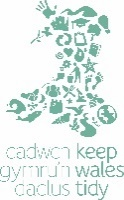 cadwch keep
gymru'n wales
daclus tidy